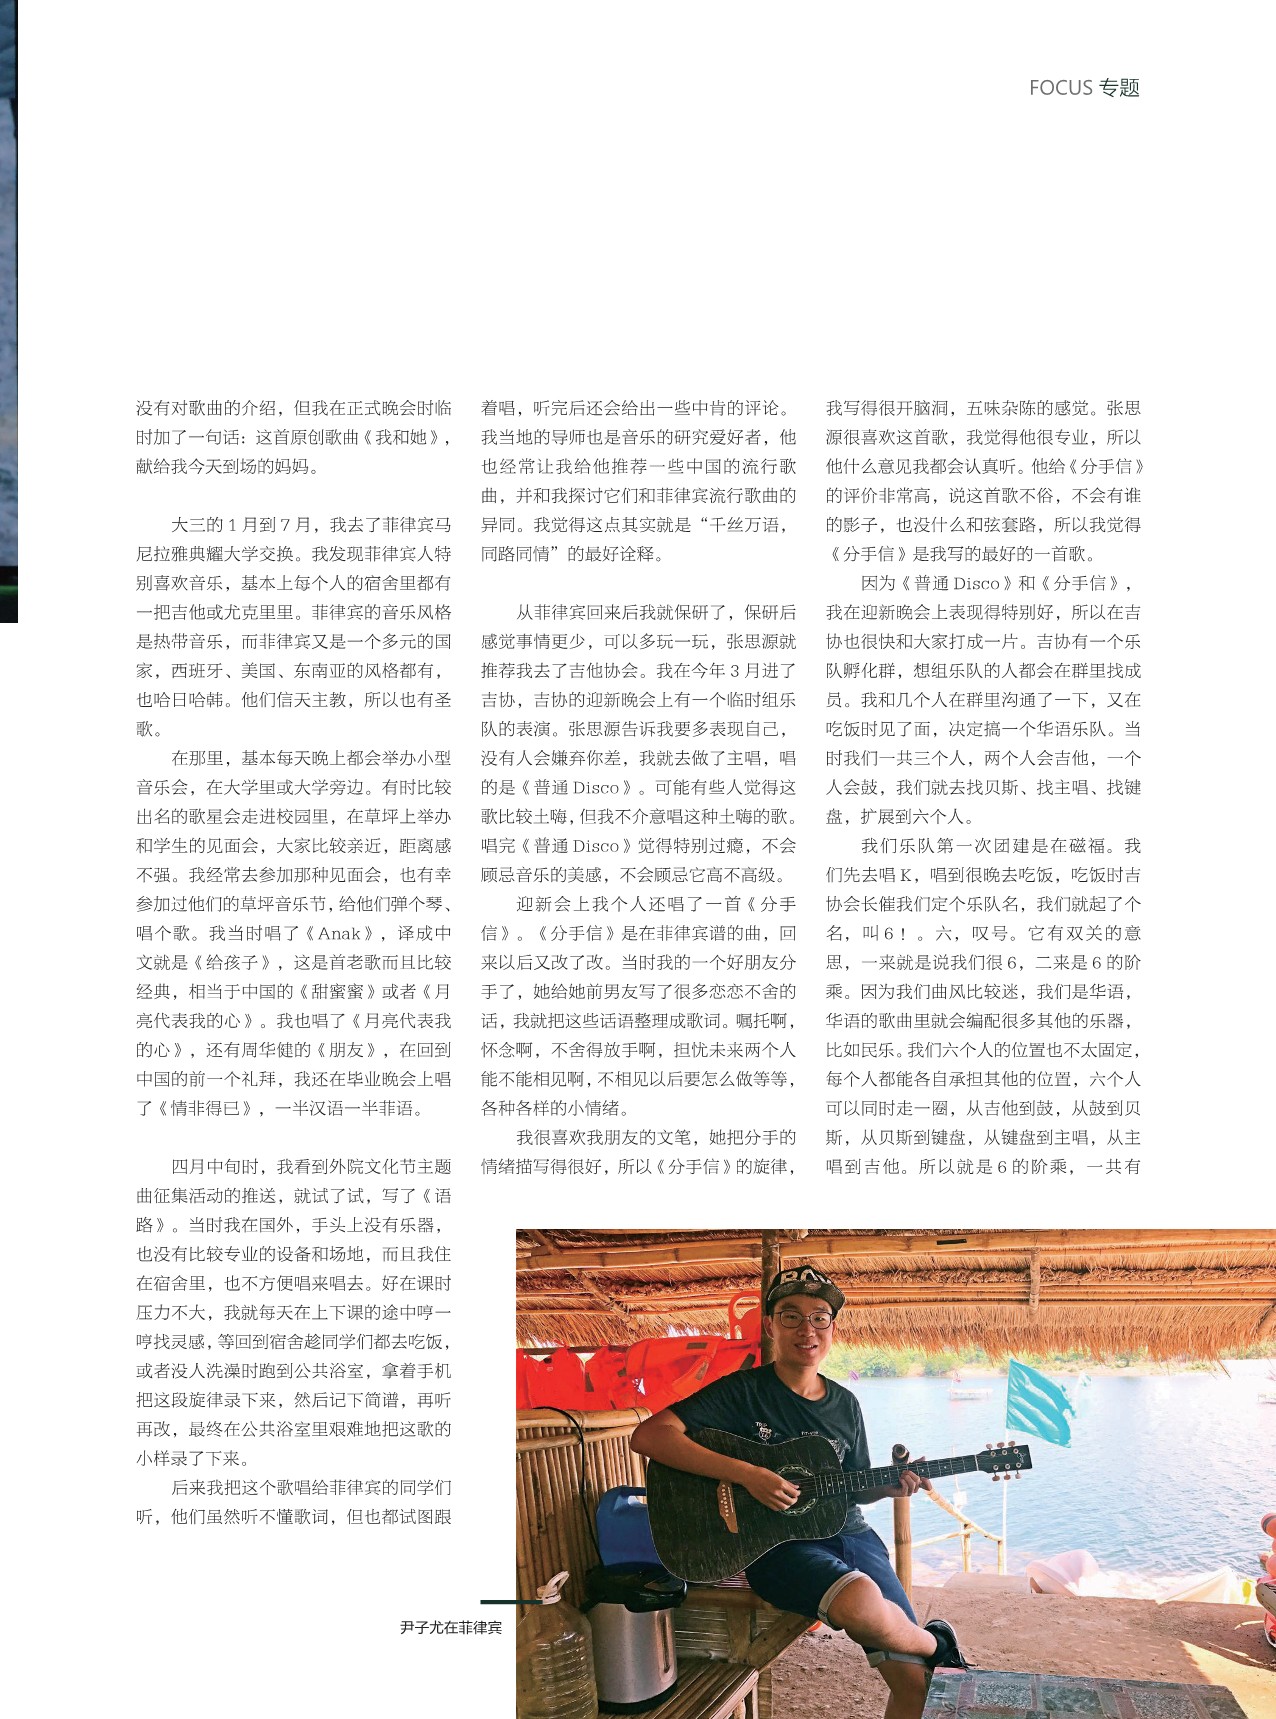 FOCUS 专题
没有对歌曲的介绍，但我在正式晚会时临
时加了一句话：这首原创歌曲《我和她》，
献给我今天到场的妈妈。
大三的 1 月到 7 月，我去了菲律宾马
尼拉雅典耀大学交换。我发现菲律宾人特
别喜欢音乐，基本上每个人的宿舍里都有
一把吉他或尤克里里。菲律宾的音乐风格
是热带音乐，而菲律宾又是一个多元的国
家，西班牙、美国、东南亚的风格都有，
也哈日哈韩。他们信天主教，所以也有圣
歌。
在那里，基本每天晚上都会举办小型
音乐会，在大学里或大学旁边。有时比较
出名的歌星会走进校园里，在草坪上举办
和学生的见面会，大家比较亲近，距离感
不强。我经常去参加那种见面会，也有幸
参加过他们的草坪音乐节，给他们弹个琴、
唱个歌。我当时唱了《Anak》，译成中
文就是《给孩子》，这是首老歌而且比较
经典，相当于中国的《甜蜜蜜》或者《月
亮代表我的心》。我也唱了《月亮代表我
的心》，还有周华健的《朋友》，在回到
中国的前一个礼拜，我还在毕业晚会上唱
了《情非得已》，一半汉语一半菲语。
四月中旬时，我看到外院文化节主题
曲征集活动的推送，就试了试，写了《语
路》。当时我在国外，手头上没有乐器，
也没有比较专业的设备和场地，而且我住
在宿舍里，也不方便唱来唱去。好在课时
压力不大，我就每天在上下课的途中哼一
哼找灵感，等回到宿舍趁同学们都去吃饭，
或者没人洗澡时跑到公共浴室，拿着手机
把这段旋律录下来，然后记下简谱，再听
再改，最终在公共浴室里艰难地把这歌的
小样录了下来。
后来我把这个歌唱给菲律宾的同学们
听，他们虽然听不懂歌词，但也都试图跟
着唱，听完后还会给出一些中肯的评论。
我当地的导师也是音乐的研究爱好者，他
也经常让我给他推荐一些中国的流行歌
曲，并和我探讨它们和菲律宾流行歌曲的
异同。我觉得这点其实就是“千丝万语，
同路同情”的最好诠释。
从菲律宾回来后我就保研了，保研后
感觉事情更少，可以多玩一玩，张思源就
推荐我去了吉他协会。我在今年 3 月进了
吉协，吉协的迎新晚会上有一个临时组乐
队的表演。张思源告诉我要多表现自己，
没有人会嫌弃你差，我就去做了主唱，唱
的是《普通 Disco》。可能有些人觉得这
歌比较土嗨，但我不介意唱这种土嗨的歌。
唱完《普通 Disco》觉得特别过瘾，不会
顾忌音乐的美感，不会顾忌它高不高级。
迎新会上我个人还唱了一首《分手
信》。《分手信》是在菲律宾谱的曲，回
来以后又改了改。当时我的一个好朋友分
手了，她给她前男友写了很多恋恋不舍的
话，我就把这些话语整理成歌词。嘱托啊，
怀念啊，不舍得放手啊，担忧未来两个人
能不能相见啊，不相见以后要怎么做等等，
各种各样的小情绪。
我很喜欢我朋友的文笔，她把分手的
情绪描写得很好，所以《分手信》的旋律，
我写得很开脑洞，五味杂陈的感觉。张思
源很喜欢这首歌，我觉得他很专业，所以
他什么意见我都会认真听。他给《分手信》
的评价非常高，说这首歌不俗，不会有谁
的影子，也没什么和弦套路，所以我觉得
《分手信》是我写的最好的一首歌。
因为《普通 Disco》和《分手信》，
我在迎新晚会上表现得特别好，所以在吉
协也很快和大家打成一片。吉协有一个乐
队孵化群，想组乐队的人都会在群里找成
员。我和几个人在群里沟通了一下，又在
吃饭时见了面，决定搞一个华语乐队。当
时我们一共三个人，两个人会吉他，一个
人会鼓，我们就去找贝斯、找主唱、找键
盘，扩展到六个人。
我们乐队第一次团建是在磁福。我
们先去唱 K，唱到很晚去吃饭，吃饭时吉
协会长催我们定个乐队名，我们就起了个
名，叫 6！。六，叹号。它有双关的意
思，一来就是说我们很 6，二来是 6 的阶
乘。因为我们曲风比较迷，我们是华语，
华语的歌曲里就会编配很多其他的乐器，
比如民乐。我们六个人的位置也不太固定，
每个人都能各自承担其他的位置，六个人
可以同时走一圈，从吉他到鼓，从鼓到贝
斯，从贝斯到键盘，从键盘到主唱，从主
唱到吉他。所以就是 6 的阶乘，一共有
尹子尤在菲律宾